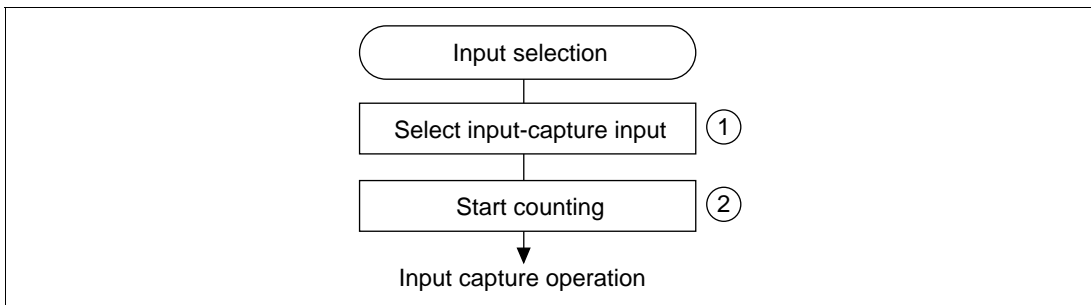 Input selection
Select input-capture input
1
Start counting
2
Input capture operation